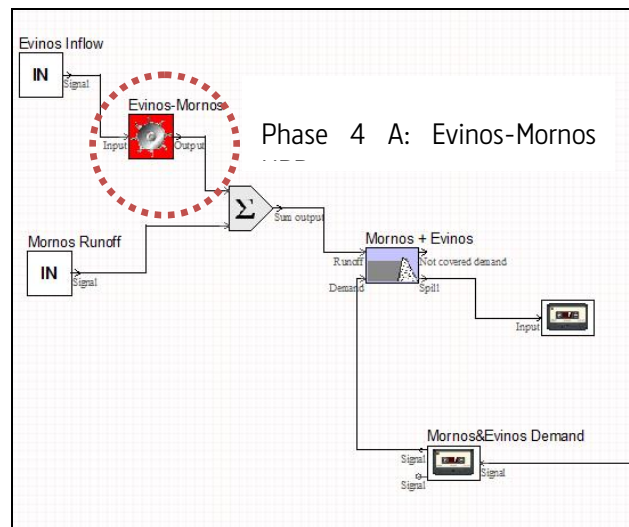 Evinos Inflow
IN
Signal
Evinos-Mornos
Input
Output
Phase 4 A: Evinos-Mornos
Σ
Sum output
Mornos Runoff
IN
Signal
Mornos + Evinos
Runoff
Not covered demand
Demand
Spill
Input
Mornos&Evinos Demand
Signal
Signal
Signal